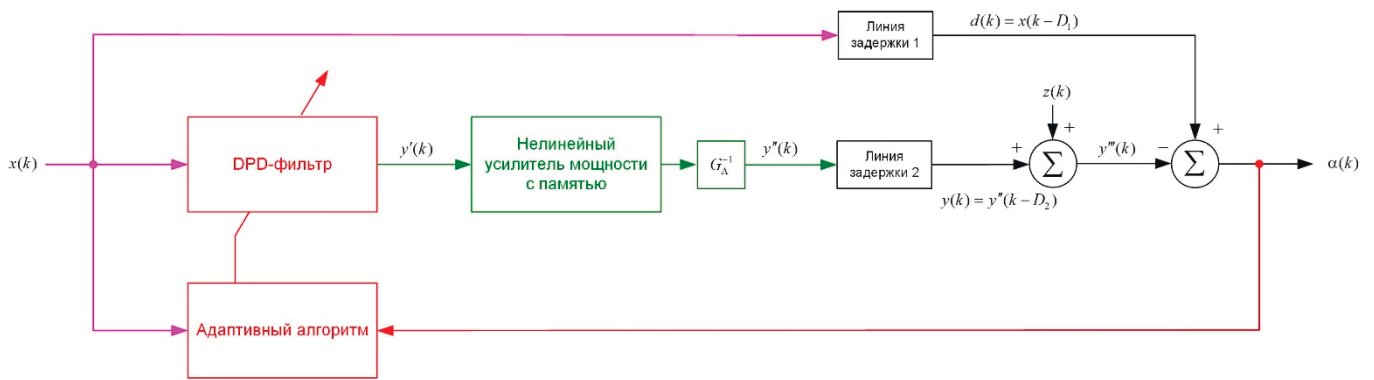 Линия
задержки 1
d(k) = x(k − D₁)
z(k)
+
+
x(k)
DPD-фильтр
y′(k)
Нелинейный
усилитель мощности
с памятью
G_A^{-1}
y″(k)
Линия
задержки 2
+
∑
y‴(k)
−
∑
α(k)
y(k) = y″(k − D₂)
Адаптивный алгоритм